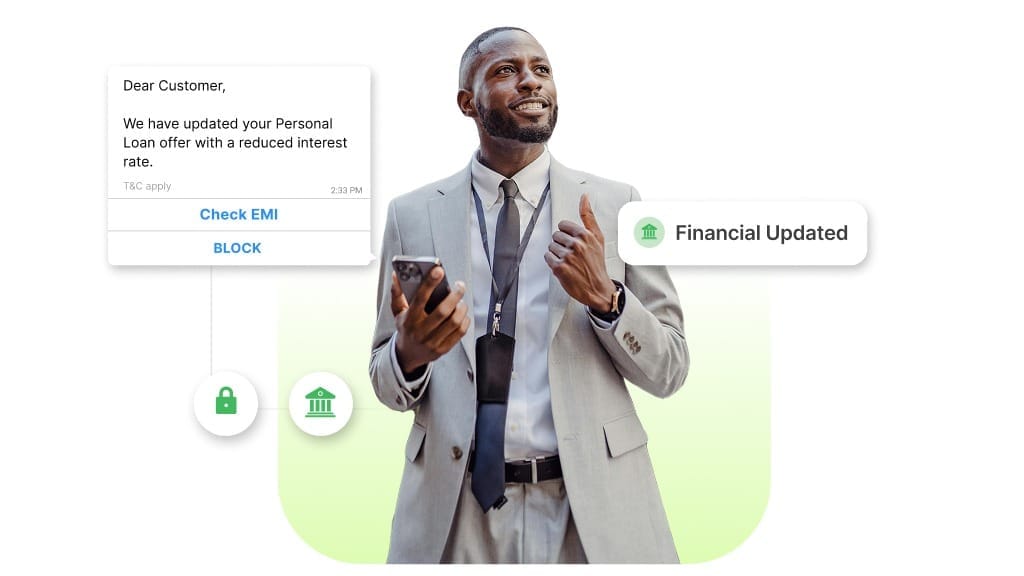 Dear Customer,
We have updated your Personal
Loan offer with a reduced interest
rate.
T&C apply
2:33 PM
Check EMI
BLOCK
Financial Updated